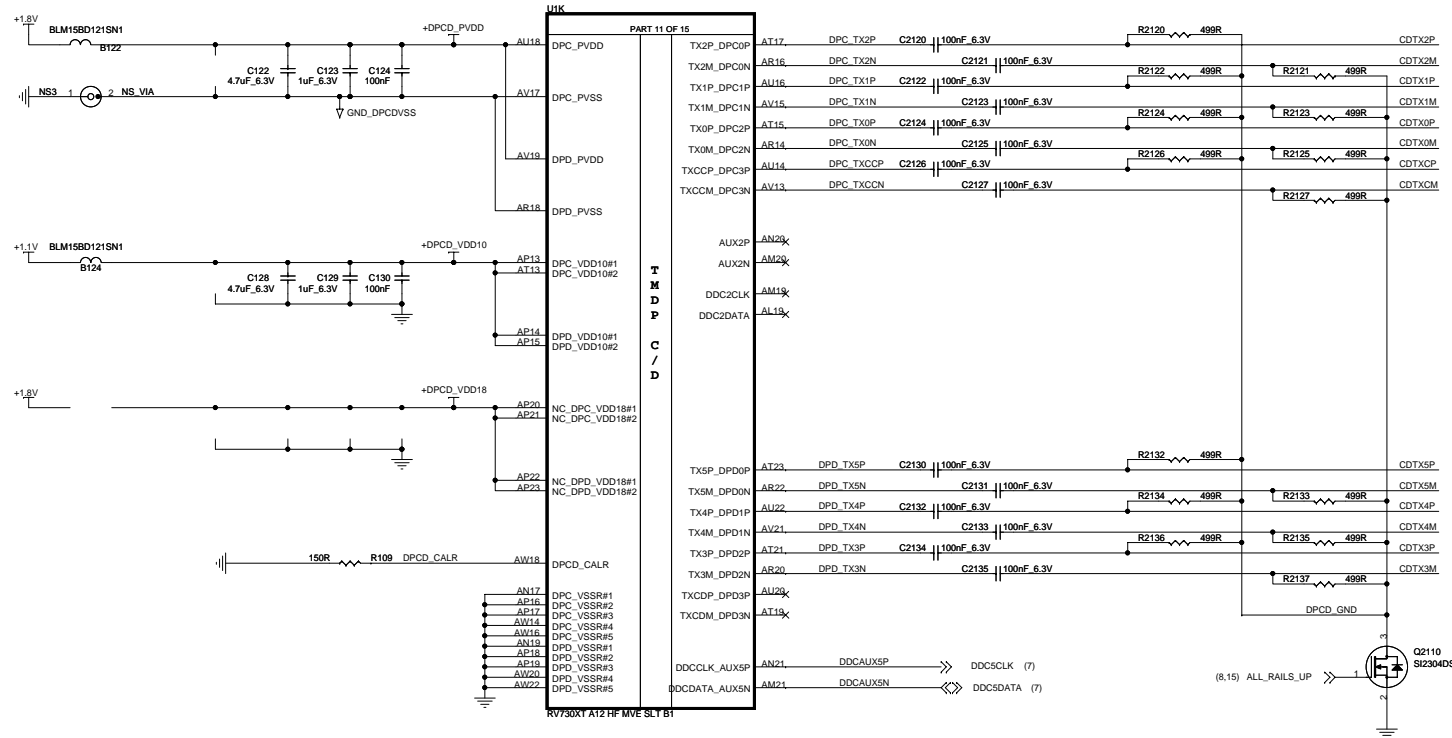 U1K
PART 11 OF 15
T
M
D
P
C
/
D
RV730XT A12 HF MVE SLT B1
+1.8V
BLM15BD121SN1
B122
+DPCD_PVDD
C122
4.7uF_6.3V
C123
1uF_6.3V
C124
100nF
NS3 1 2 NS_VIA
GND_DPCDVSS
+1.1V
BLM15BD121SN1
B124
+DPCD_VDD10
C128
4.7uF_6.3V
C129
1uF_6.3V
C130
100nF
+1.8V
+DPCD_VDD18
150R R109 DPCD_CALR
AU18 DPC_PVDD
AV17 DPC_PVSS
AV19 DPD_PVDD
AR18 DPD_PVSS
AP13 DPC_VDD10#1
AT13 DPC_VDD10#2
AP14 DPD_VDD10#1
AP15 DPD_VDD10#2
AP20 NC_DPC_VDD18#1
AP21 NC_DPC_VDD18#2
AP22 NC_DPD_VDD18#1
AP23 NC_DPD_VDD18#2
AW18 DPCD_CALR
AN17 DPC_VSSR#1
AP16 DPC_VSSR#2
AP17 DPC_VSSR#3
AW14 DPC_VSSR#4
AW16 DPC_VSSR#5
AN19 DPD_VSSR#1
AP18 DPD_VSSR#2
AP19 DPD_VSSR#3
AW20 DPD_VSSR#4
AW22 DPD_VSSR#5
TX2P_DPC0P AT17 DPC_TX2P C2120 100nF_6.3V R2120 499R CDTX2P
TX2M_DPC0N AR16 DPC_TX2N C2121 100nF_6.3V R2121 499R CDTX2M
TX1P_DPC1P AU16 DPC_TX1P C2122 100nF_6.3V R2122 499R CDTX1P
TX1M_DPC1N AV15 DPC_TX1N C2123 100nF_6.3V R2123 499R CDTX1M
TX0P_DPC2P AT15 DPC_TX0P C2124 100nF_6.3V R2124 499R CDTX0P
TX0M_DPC2N AR14 DPC_TX0N C2125 100nF_6.3V R2125 499R CDTX0M
TXCCP_DPC3P AU14 DPC_TXCCP C2126 100nF_6.3V R2126 499R CDTXCP
TXCCM_DPC3N AV13 DPC_TXCCN C2127 100nF_6.3V R2127 499R CDTXCM
AUX2P AN20
AUX2N AM20
DDC2CLK AM19
DDC2DATA AL19
TX5P_DPD0P AT23 DPD_TX5P C2130 100nF_6.3V R2132 499R CDTX5P
TX5M_DPD0N AR22 DPD_TX5N C2131 100nF_6.3V R2133 499R CDTX5M
TX4P_DPD1P AU22 DPD_TX4P C2132 100nF_6.3V R2134 499R CDTX4P
TX4M_DPD1N AV21 DPD_TX4N C2133 100nF_6.3V R2135 499R CDTX4M
TX3P_DPD2P AT21 DPD_TX3P C2134 100nF_6.3V R2136 499R CDTX3P
TX3M_DPD2N AR20 DPD_TX3N C2135 100nF_6.3V R2137 499R CDTX3M
TXCDP_DPD3P AU20
TXCDM_DPD3N AT19
DPCD_GND
DDCCLK_AUX5P AN21 DDCAUX5P DDC5CLK (7)
DDCDATA_AUX5N AM21 DDCAUX5N DDC5DATA (7)
(8,15) ALL_RAILS_UP 1
3
2
Q2110
SI2304DS